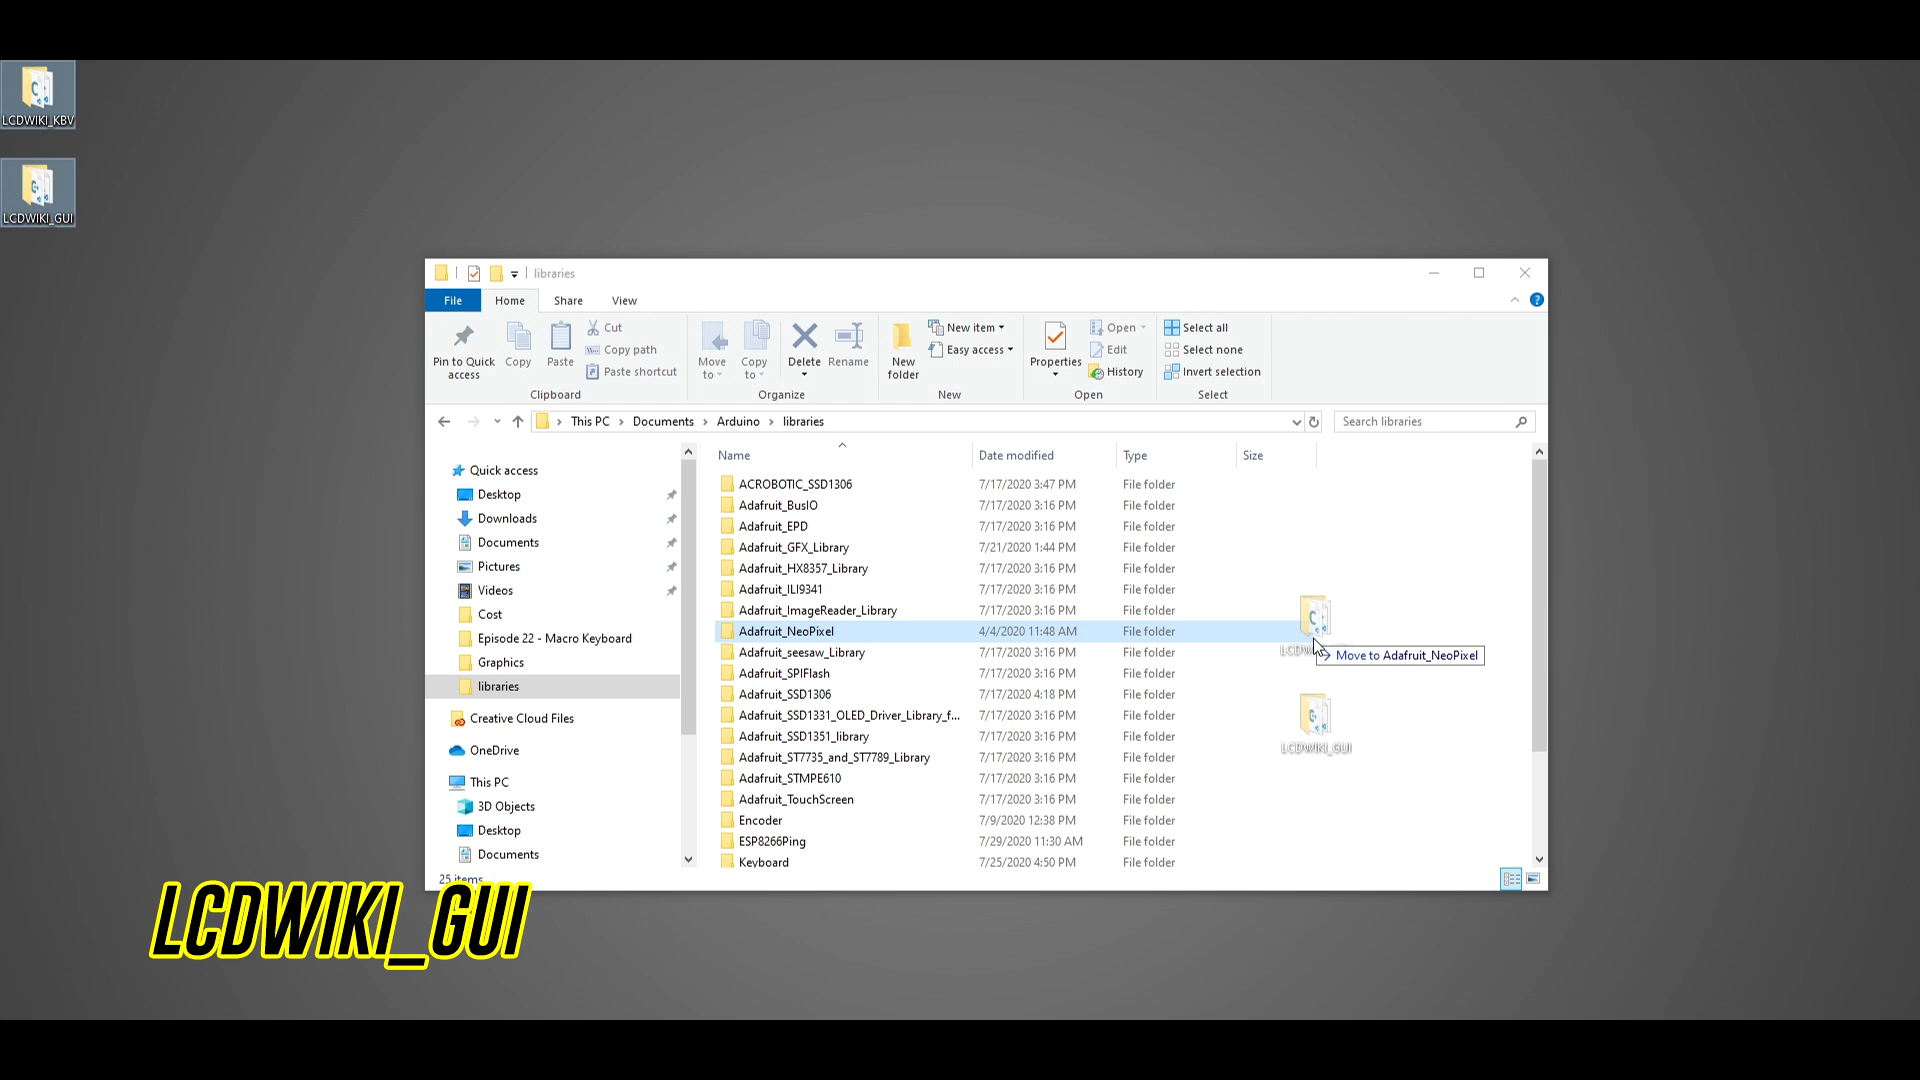 LCDWIKI_KBV
LCDWIKI_GUI
libraries
File Home Share View
Pin to Quick access
Copy
Paste
Cut
Copy path
Paste shortcut
Clipboard
Move to
Copy to
Delete
Rename
Organize
New folder
New item
Easy access
New
Properties
Open
Edit
History
Open
Select all
Select none
Invert selection
Select
This PC > Documents > Arduino > libraries
Search libraries
Quick access
Desktop
Downloads
Documents
Pictures
Videos
Cost
Episode 22 - Macro Keyboard
Graphics
libraries
Creative Cloud Files
OneDrive
This PC
3D Objects
Desktop
Documents
Name Date modified Type Size
ACROBOTIC_SSD1306 7/17/2020 3:47 PM File folder
Adafruit_BusIO 7/17/2020 3:16 PM File folder
Adafruit_EPD 7/17/2020 3:16 PM File folder
Adafruit_GFX_Library 7/21/2020 1:44 PM File folder
Adafruit_HX8357_Library 7/17/2020 3:16 PM File folder
Adafruit_ILI9341 7/17/2020 3:16 PM File folder
Adafruit_ImageReader_Library 7/17/2020 3:16 PM File folder
Adafruit_NeoPixel 4/4/2020 11:48 AM File folder
Adafruit_seesaw_Library 7/17/2020 3:16 PM File folder
Adafruit_SPIFlash 7/17/2020 3:16 PM File folder
Adafruit_SSD1306 7/17/2020 4:18 PM File folder
Adafruit_SSD1331_OLED_Driver_Library_f... 7/17/2020 3:16 PM File folder
Adafruit_SSD1351_library 7/17/2020 3:16 PM File folder
Adafruit_ST7735_and_ST7789_Library 7/17/2020 3:16 PM File folder
Adafruit_STMPE610 7/17/2020 3:16 PM File folder
Adafruit_TouchScreen 7/17/2020 3:16 PM File folder
Encoder 7/9/2020 12:38 PM File folder
ESP8266Ping 7/29/2020 11:30 AM File folder
Keyboard 7/25/2020 4:50 PM File folder
Move to Adafruit_NeoPixel
LCDWIKI_GUI
25 items
LCDWIKI_GUI